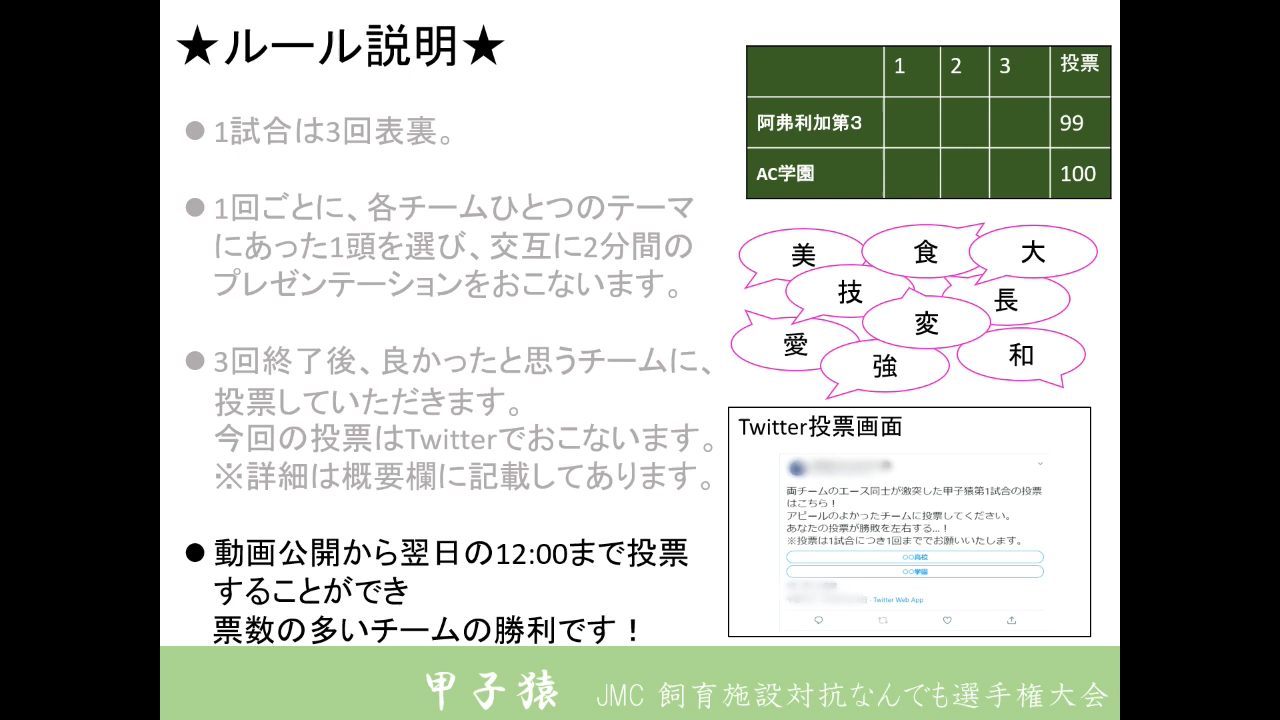 ★ルール説明★
● 1試合は3回表裏。
● 1回ごとに、各チームひとつのテーマ
にあった1頭を選び、交互に2分間の
プレゼンテーションをおこないます。
● 3回終了後、良かったと思うチームに、
投票していただきます。
今回の投票はTwitterでおこないます。
※詳細は概要欄に記載してあります。
● 動画公開から翌日の12:00まで投票
することができ
票数の多いチームの勝利です！
1 2 3 投票
阿弗利加第3 99
AC学園 100
美
食
大
技
長
変
愛
強
和
Twitter投票画面
両チームのエース同士が激突した甲子猿第1試合の投票
はこちら！
アピールのよかったチームに投票してください。
あなたの投票が勝敗を左右する…！
※投票は1試合につき1回まででお願いいたします。
○○高校
○○学園
· Twitter Web App
甲子猿 JMC 飼育施設対抗なんでも選手権大会